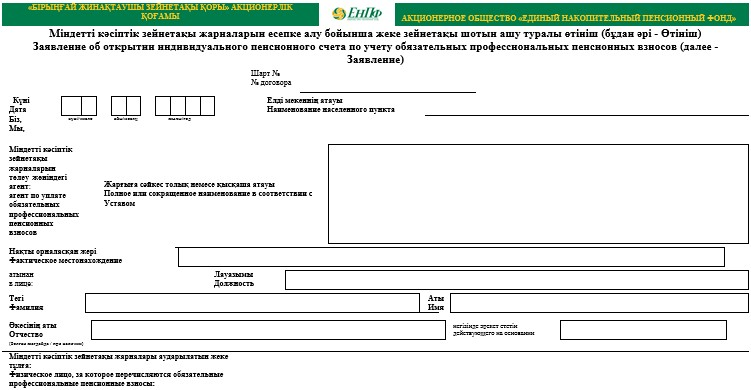 «БІРЫҢҒАЙ ЖИНАҚТАУШЫ ЗЕЙНЕТАҚЫ ҚОРЫ» АКЦИОНЕРЛІК
ҚОҒАМЫ
ЕНПФ
АКЦИОНЕРНОЕ ОБЩЕСТВО «ЕДИНЫЙ НАКОПИТЕЛЬНЫЙ ПЕНСИОННЫЙ ФОНД»
Міндетті кәсіптік зейнетақы жарналарын есепке алу бойынша жеке зейнетақы шотын ашу туралы өтініш (бұдан әрі - Өтініш)
Заявление об открытии индивидуального пенсионного счета по учету обязательных профессиональных пенсионных взносов (далее -
Заявление)
Шарт №
№ договора
Күні
Дата
Елді мекеннің атауы
Наименование населенного пункта
Біз,
Мы,
Міндетті кәсіптік
зейнетақы
жарналарын
төлеу жөніндегі
агент:
агент по уплате
обязательных
профессиональных
пенсионных
взносов
Жарғыға сәйкес толық немесе қысқаша атауы
Полное или сокращенное наименование в соответствии с
Уставом
Нақты орналасқан жері
Фактическое местонахождение
атынан
в лице:
Лауазымы
Должность
Тегі
Фамилия
Аты
Имя
Әкесінің аты
Отчество
(болған жағдайда / при наличии)
негізінде әрекет ететін
действующего на основании
Міндетті кәсіптік зейнетақы жарналары аударылатын жеке
тұлға:
Физическое лицо, за которое перечисляются обязательные
профессиональные пенсионные взносы: